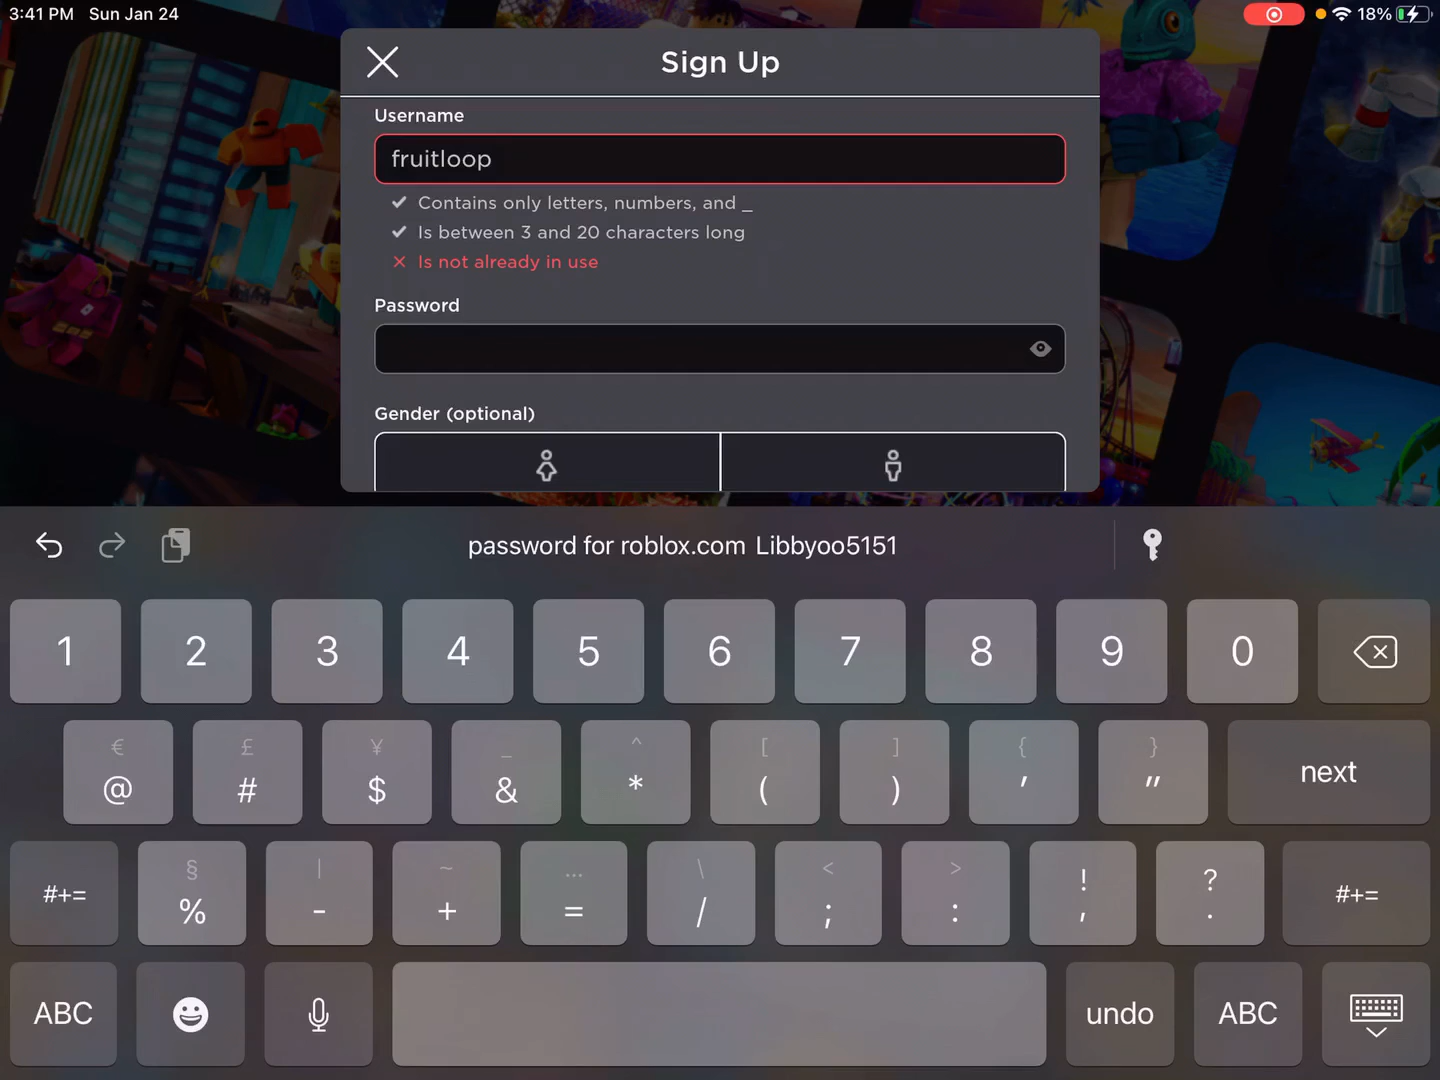 3:41 PM Sun Jan 24
18%
Sign Up
Username
fruitloop
Contains only letters, numbers, and _
Is between 3 and 20 characters long
Is not already in use
Password
Gender (optional)
password for roblox.com Libbyoo5151
1 2 3 4 5 6 7 8 9 0
€ £ ¥ _ ^ [ ] { }
@ # $ & * ( ) ' " next
§ | ~ … \ < > ! ?
#+= % - + = / ; : , . #+=
ABC undo ABC